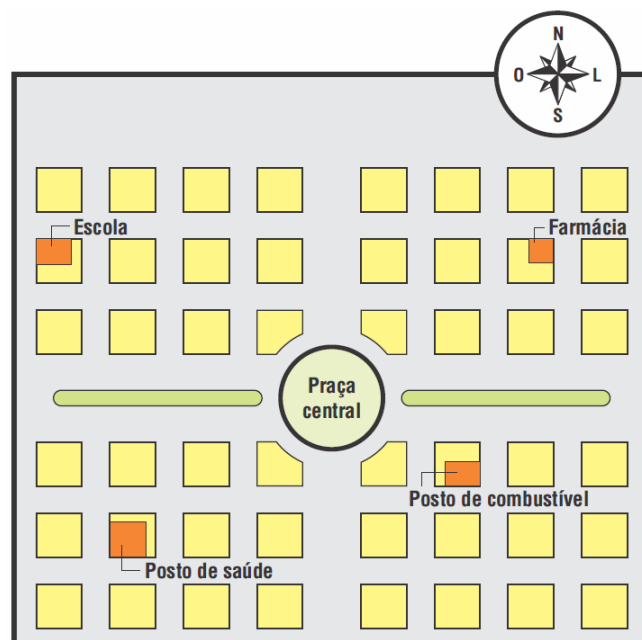 N
O
L
S
Escola
Farmácia
Praça
central
Posto de combustível
Posto de saúde